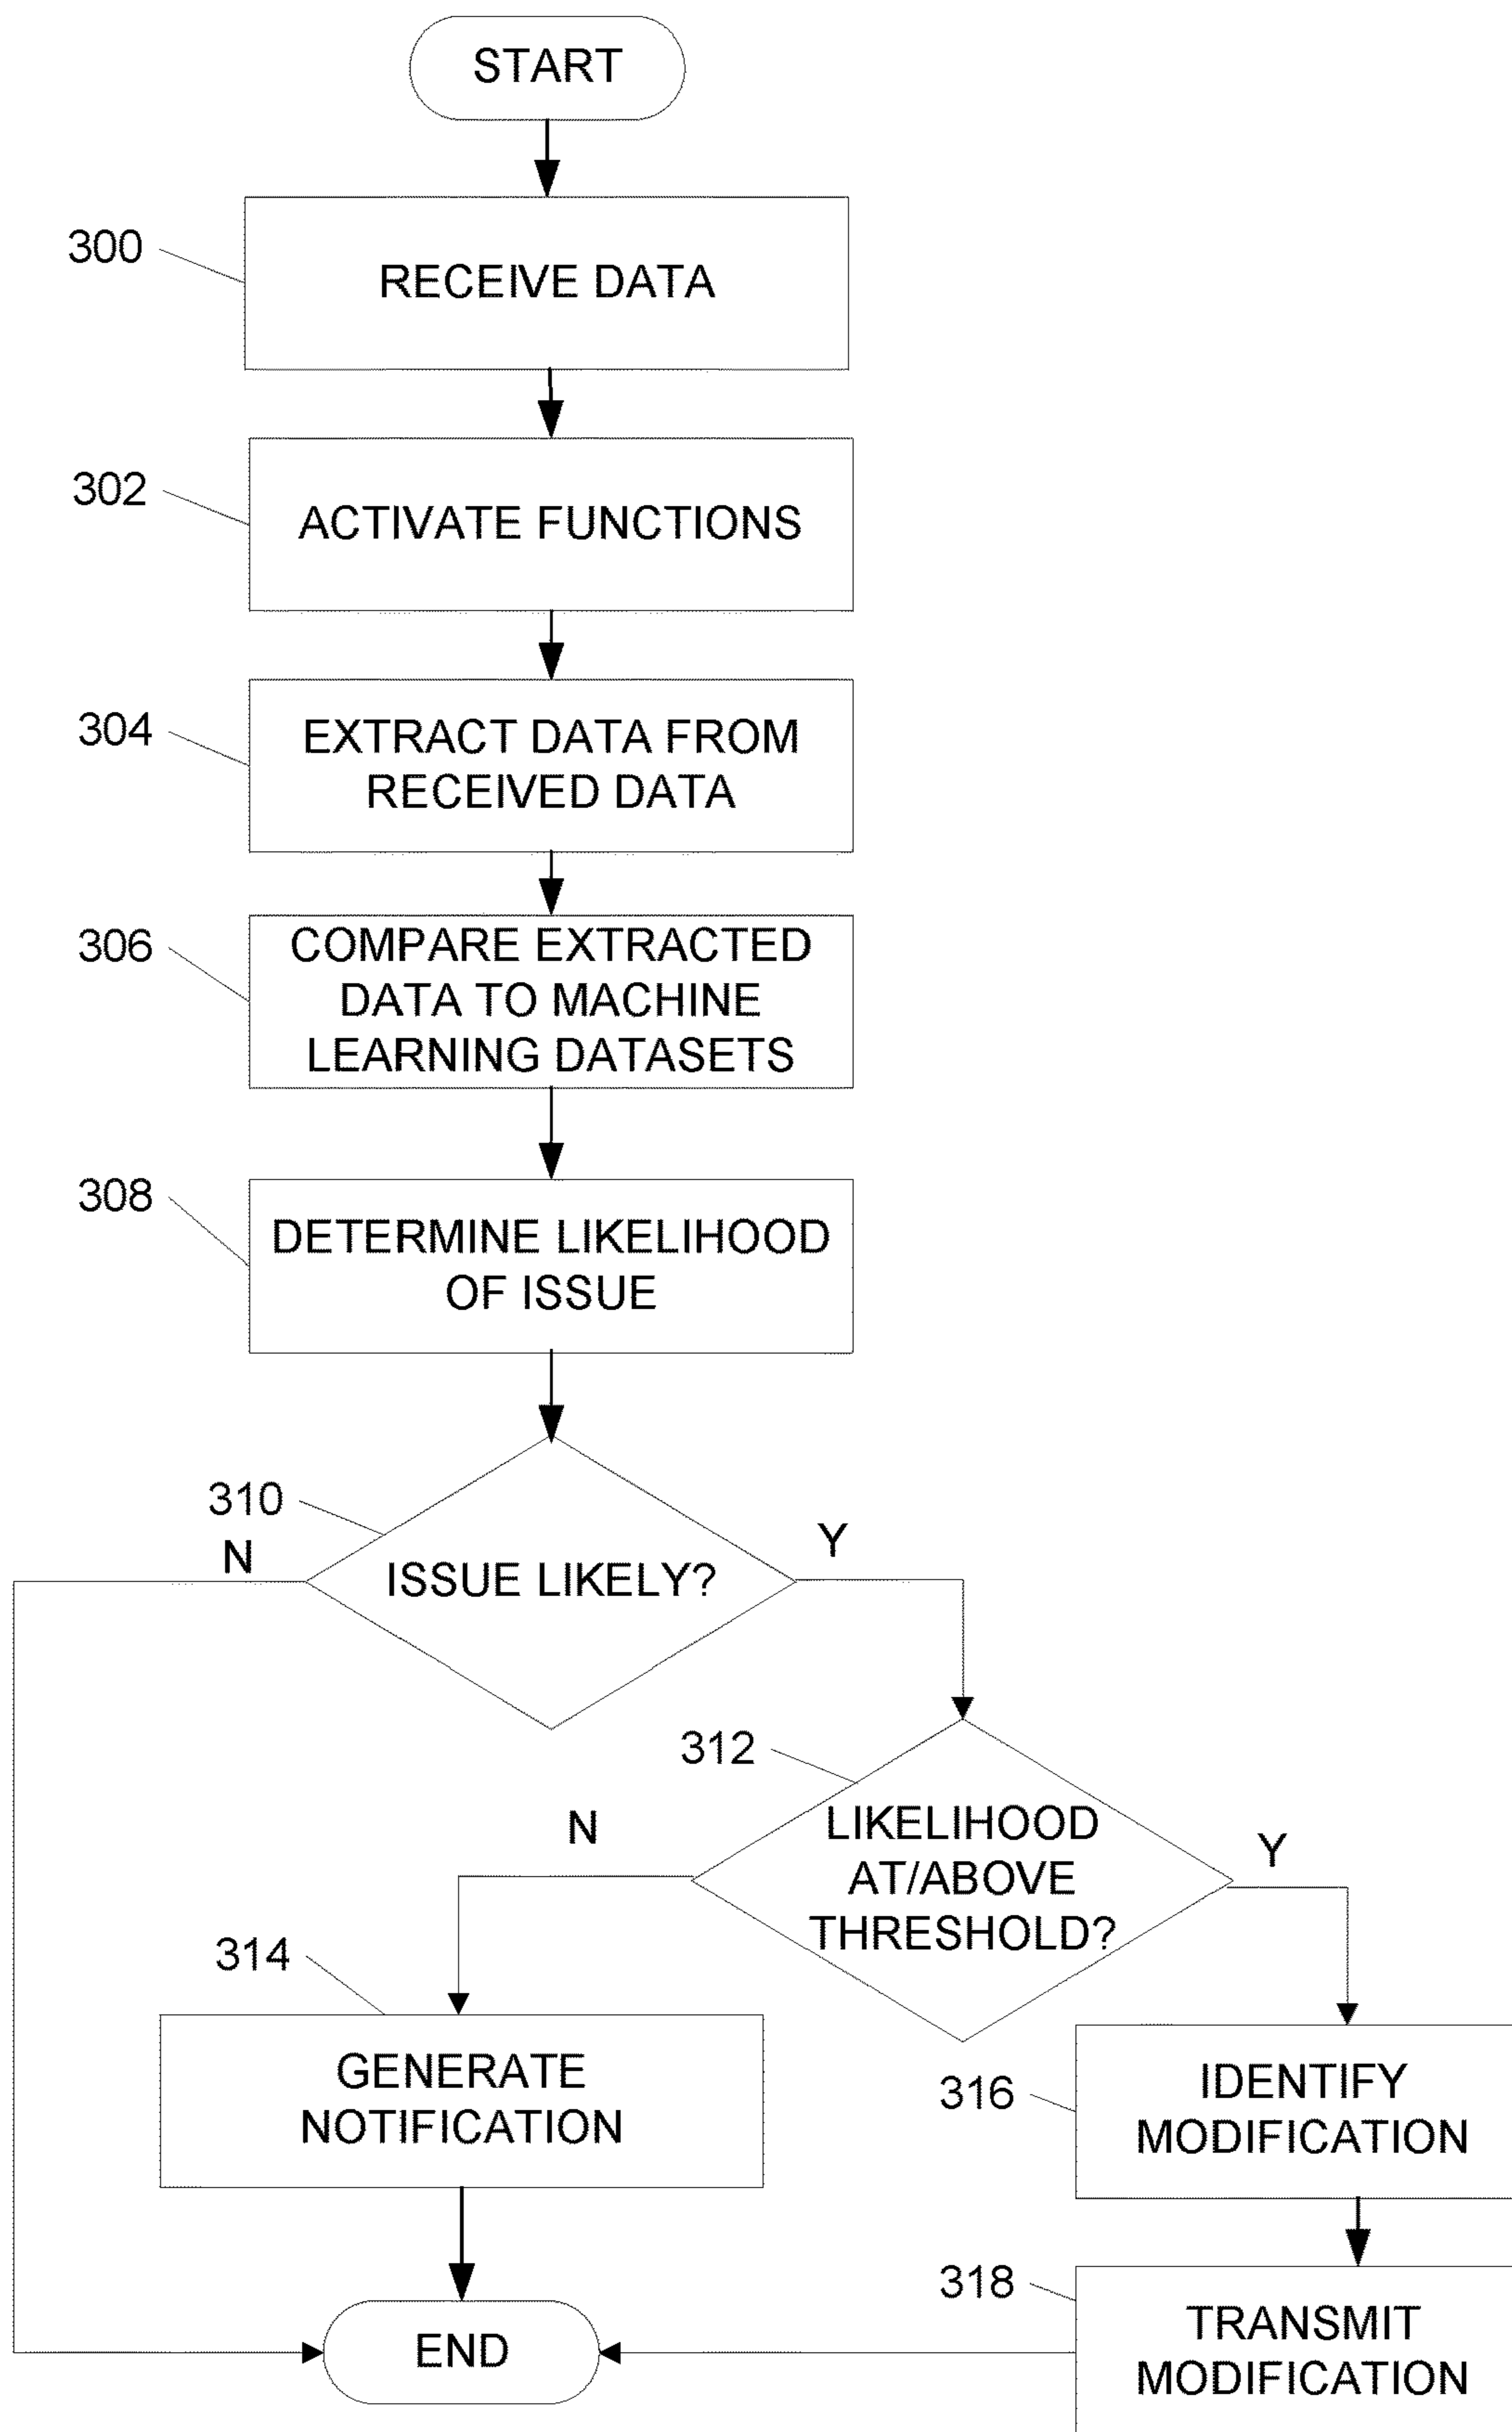 START
300
RECEIVE DATA
302
ACTIVATE FUNCTIONS
304
EXTRACT DATA FROM
RECEIVED DATA
306
COMPARE EXTRACTED
DATA TO MACHINE
LEARNING DATASETS
308
DETERMINE LIKELIHOOD
OF ISSUE
310
N
ISSUE LIKELY?
Y
312
N
LIKELIHOOD
AT/ABOVE
THRESHOLD?
Y
314
GENERATE
NOTIFICATION
316
IDENTIFY
MODIFICATION
318
TRANSMIT
MODIFICATION
END